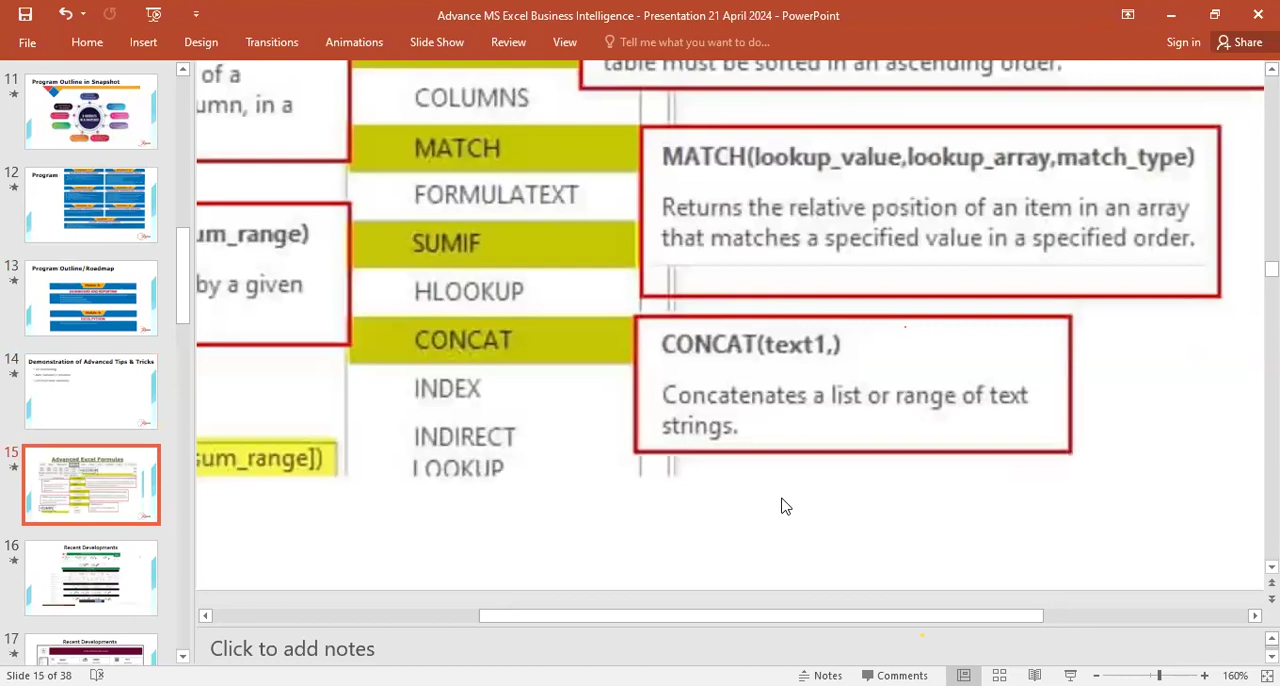 Advance MS Excel Business Intelligence - Presentation 21 April 2024 - PowerPoint
File Home Insert Design Transitions Animations Slide Show Review View Tell me what you want to do... Sign in Share
11
Program Outline in Snapshot
12
Program
13
Program Outline/Roadmap
14
Demonstration of Advanced Tips & Tricks
15
Advanced Excel Formulas
16
Recent Developments
17
Recent Developments
of a
umn, in a
um_range)
by a given
sum_range])
table must be sorted in an ascending order.
COLUMNS
MATCH
FORMULATEXT
SUMIF
HLOOKUP
CONCAT
INDEX
INDIRECT
LOOKUP
MATCH(lookup_value,lookup_array,match_type)
Returns the relative position of an item in an array
that matches a specified value in a specified order.
CONCAT(text1,)
Concatenates a list or range of text
strings.
Click to add notes
Slide 15 of 38 Notes Comments 160%